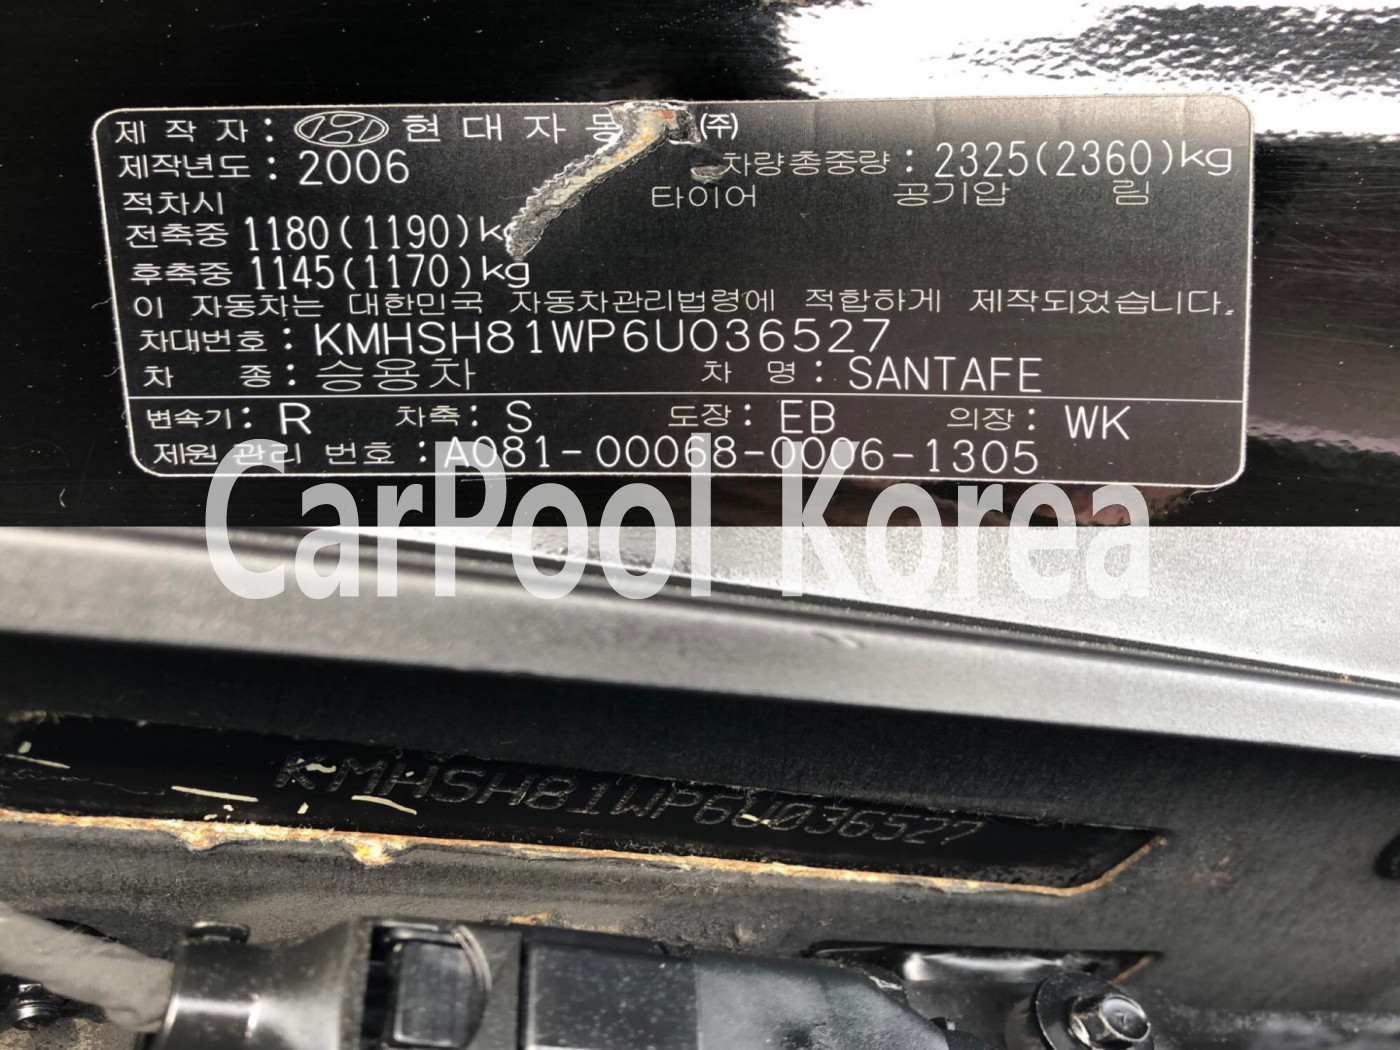 제 작 자 : 현 대 자 동 (주)
제작년도 : 2006 차량총중량 : 2325(2360)kg
적차시 타이어 공기압 림
전축중 1180(1190)kg
후축중 1145(1170)kg
이 자동차는 대한민국 자동차관리법령에 적합하게 제작되었습니다.
차대번호 : KMHSH81WP6U036527
차 종 : 승용차 차 명 : SANTAFE
변속기 : R 차축 : S 도장 : EB 의장 : WK
제원 관리 번호 : A081-00068-0006-1305
CarPool Korea
KMHSH81WP6U036527